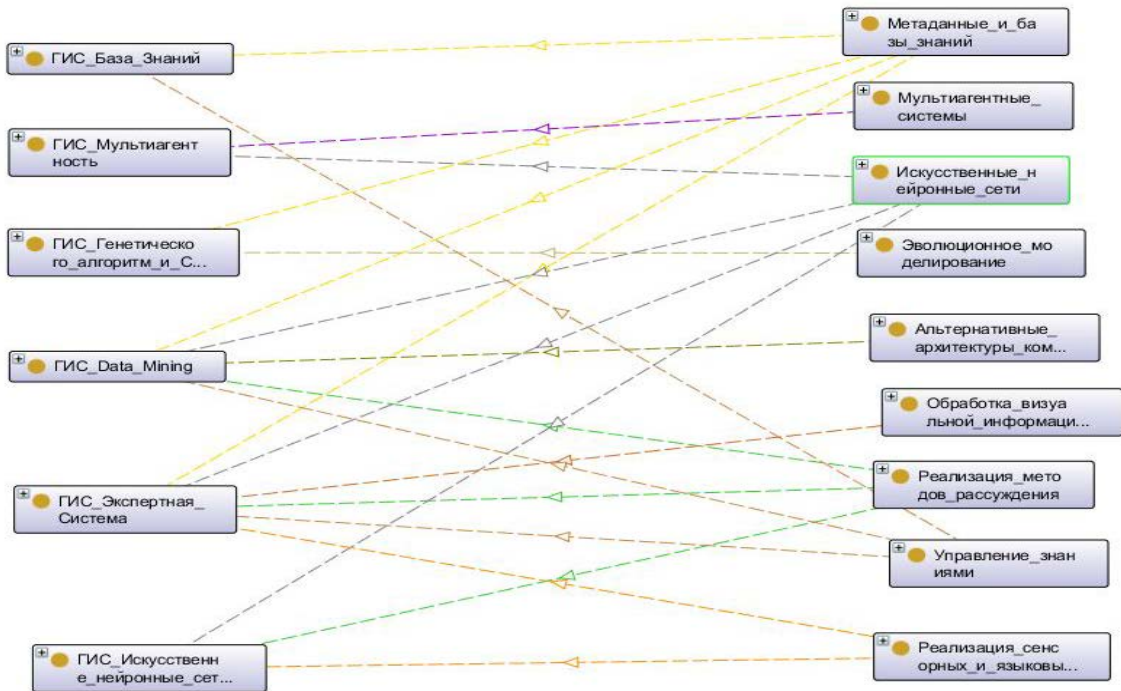 ГИС_База_Знаний
ГИС_Мультиагент
ность
ГИС_Генетическо
го_алгоритм_и_С...
ГИС_Data_Mining
ГИС_Экспертная_
Система
ГИС_Искусственн
е_нейронные_сет...
Метаданные_и_ба
зы_знаний
Мультиагентные_
системы
Искусственные_н
ейронные_сети
Эволюционное_мо
делирование
Альтернативные_
архитектуры_ком...
Обработка_визуа
льной_информаци...
Реализация_мето
дов_рассуждения
Управление_знан
иями
Реализация_сенс
орных_и_языковы...